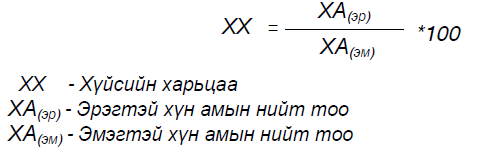 ХХ = ХА(эр) / ХА(эм) *100
ХХ - Хүйсийн харьцаа
ХА(эр) - Эрэгтэй хүн амын нийт тоо
ХА(эм) - Эмэгтэй хүн амын нийт тоо